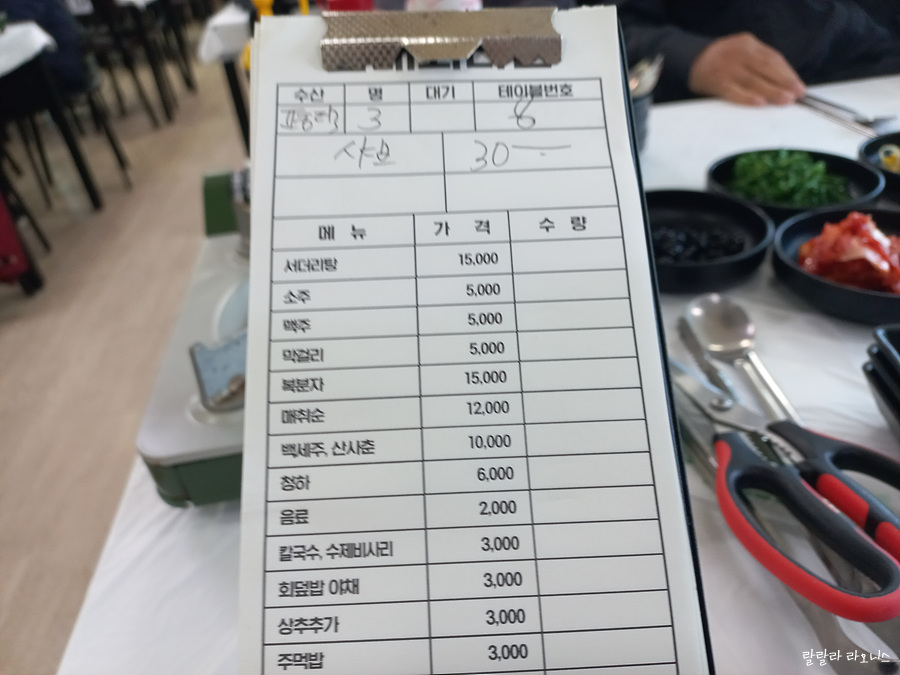 수산 명 대기 테이블번호
3 8
샤브 30
메뉴 가격 수량
서더리탕 15,000
소주 5,000
맥주 5,000
막걸리 5,000
복분자 15,000
매취순 12,000
백세주, 산사춘 10,000
청하 6,000
음료 2,000
칼국수, 수제비사리 3,000
회덮밥 야채 3,000
상추추가 3,000
주먹밥 3,000
랄랄라 라오니스